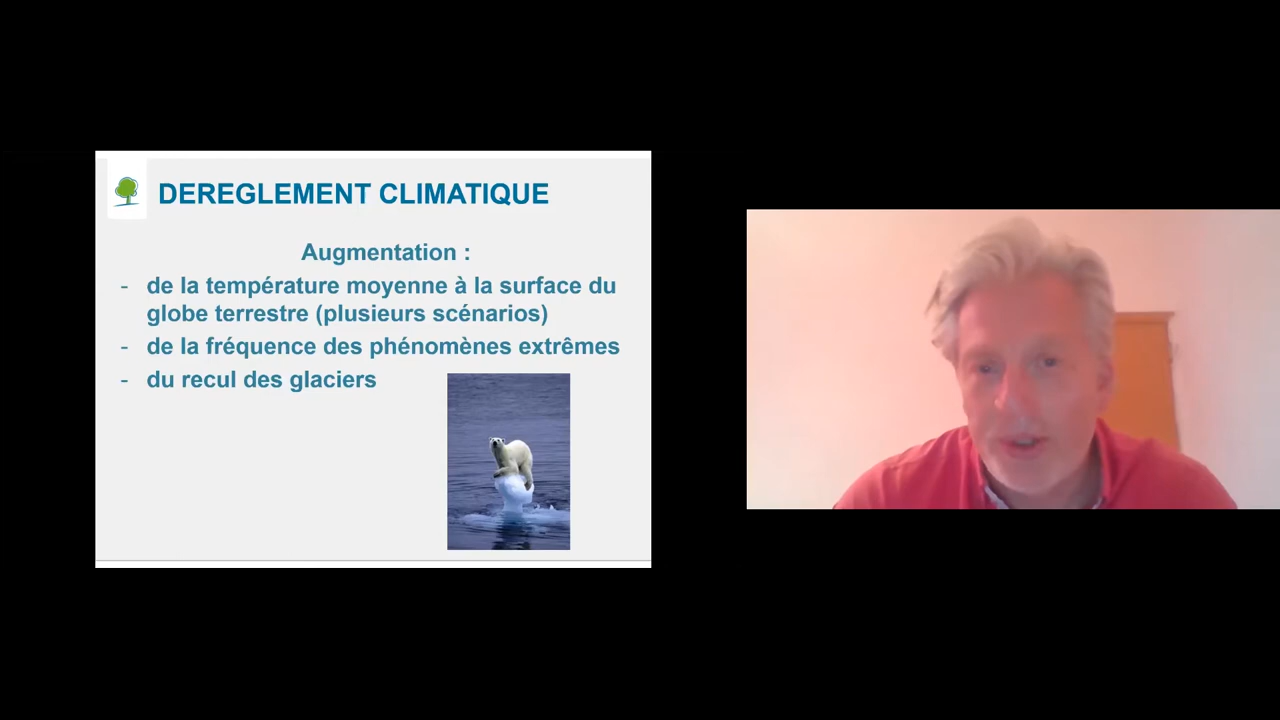 DEREGLEMENT CLIMATIQUE
Augmentation :
- de la température moyenne à la surface du
globe terrestre (plusieurs scénarios)
- de la fréquence des phénomènes extrêmes
- du recul des glaciers